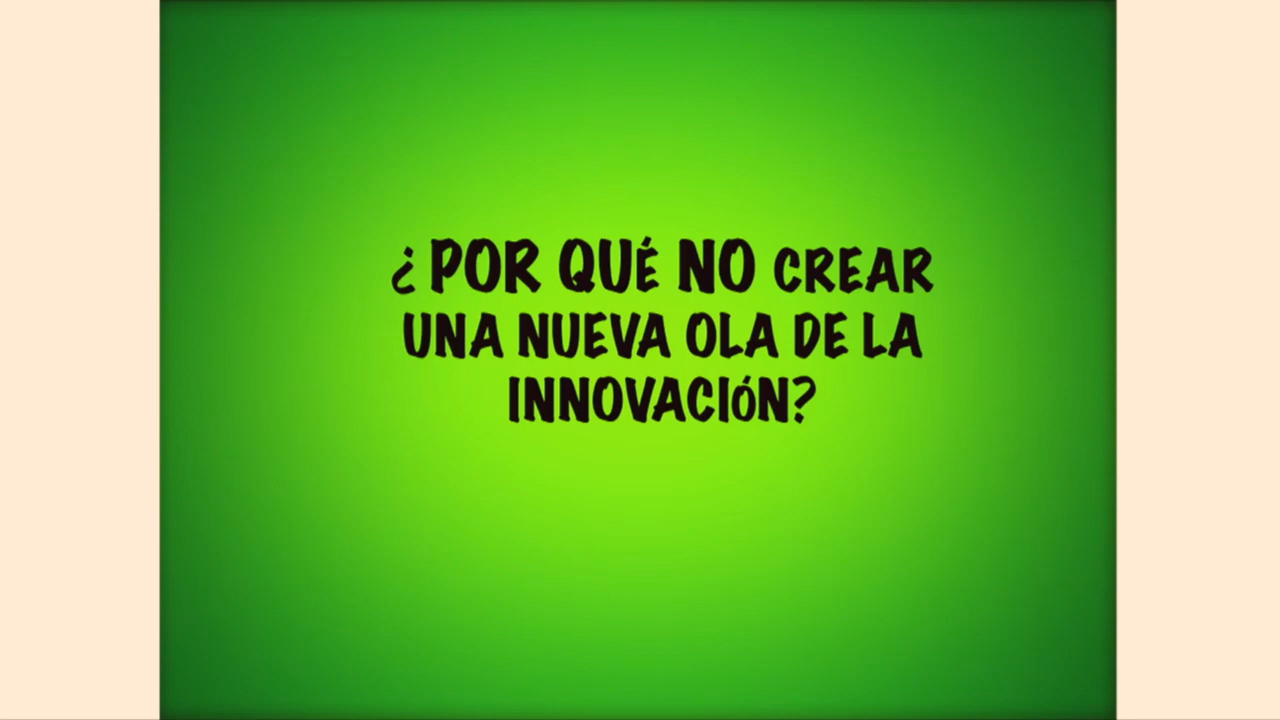 ¿ POR QUÉ NO CREAR
UNA NUEVA OLA DE LA
INNOVACIÓN?